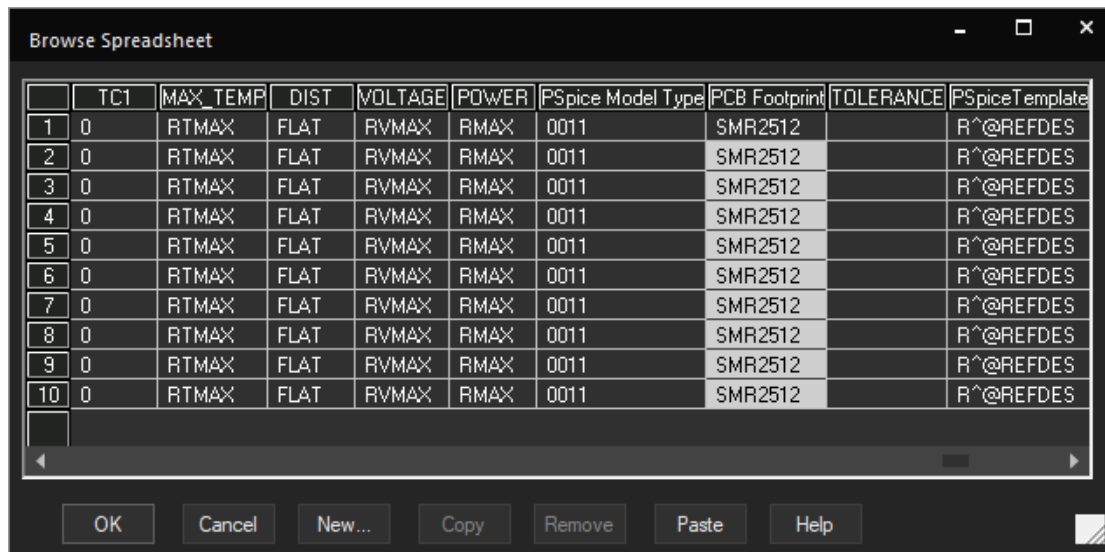 Browse Spreadsheet
TC1 MAX_TEMP DIST VOLTAGE POWER PSpice Model Type PCB Footprint TOLERANCE PSpiceTemplate
1 0 RTMAX FLAT RVMAX RMAX 0011 SMR2512 R^@REFDES
2 0 RTMAX FLAT RVMAX RMAX 0011 SMR2512 R^@REFDES
3 0 RTMAX FLAT RVMAX RMAX 0011 SMR2512 R^@REFDES
4 0 RTMAX FLAT RVMAX RMAX 0011 SMR2512 R^@REFDES
5 0 RTMAX FLAT RVMAX RMAX 0011 SMR2512 R^@REFDES
6 0 RTMAX FLAT RVMAX RMAX 0011 SMR2512 R^@REFDES
7 0 RTMAX FLAT RVMAX RMAX 0011 SMR2512 R^@REFDES
8 0 RTMAX FLAT RVMAX RMAX 0011 SMR2512 R^@REFDES
9 0 RTMAX FLAT RVMAX RMAX 0011 SMR2512 R^@REFDES
10 0 RTMAX FLAT RVMAX RMAX 0011 SMR2512 R^@REFDES
OK Cancel New... Copy Remove Paste Help